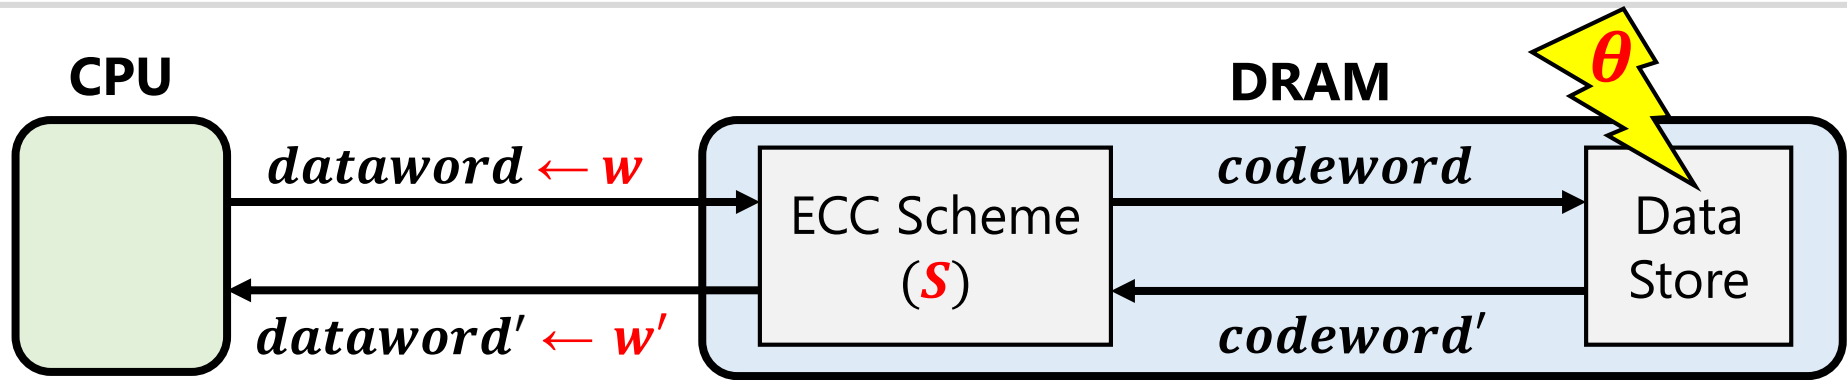 CPU
DRAM
θ
dataword ← w
codeword
ECC Scheme
(S)
Data
Store
dataword′ ← w′
codeword′